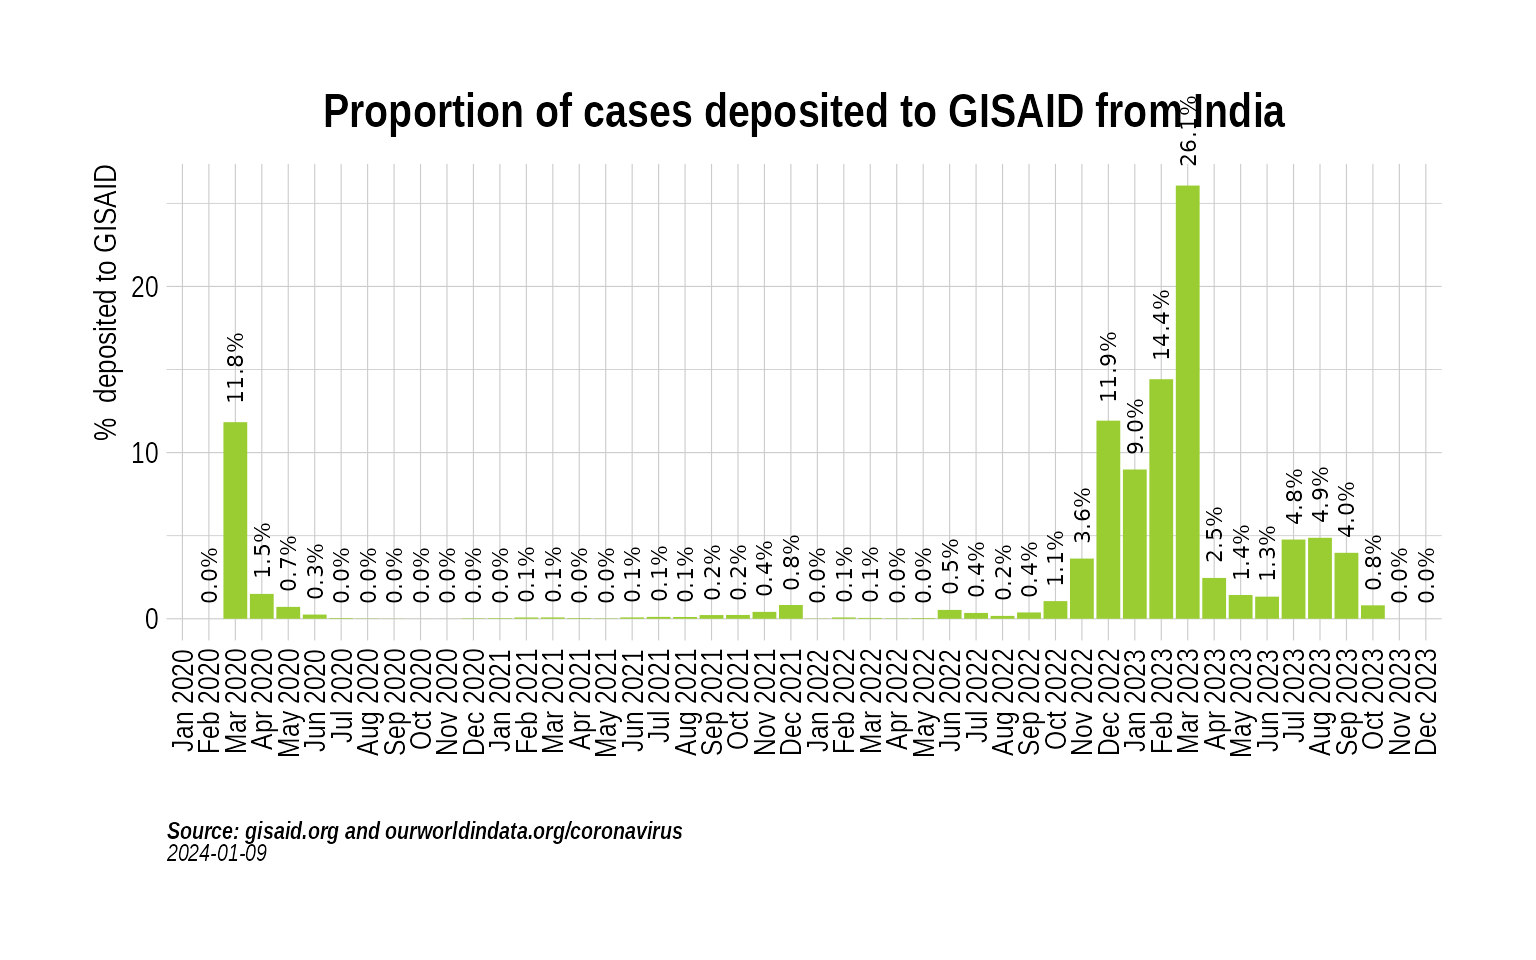 Proportion of cases deposited to GISAID from India
% deposited to GISAID
20
10
0
0.0%
11.8%
1.5%
0.7%
0.3%
0.0%
0.0%
0.0%
0.0%
0.0%
0.0%
0.0%
0.1%
0.1%
0.0%
0.0%
0.1%
0.1%
0.1%
0.2%
0.2%
0.4%
0.8%
0.0%
0.1%
0.1%
0.0%
0.0%
0.5%
0.4%
0.2%
0.4%
1.1%
3.6%
11.9%
9.0%
14.4%
26.1%
2.5%
1.4%
1.3%
4.8%
4.9%
4.0%
0.8%
0.0%
0.0%
Jan 2020
Feb 2020
Mar 2020
Apr 2020
May 2020
Jun 2020
Jul 2020
Aug 2020
Sep 2020
Oct 2020
Nov 2020
Dec 2020
Jan 2021
Feb 2021
Mar 2021
Apr 2021
May 2021
Jun 2021
Jul 2021
Aug 2021
Sep 2021
Oct 2021
Nov 2021
Dec 2021
Jan 2022
Feb 2022
Mar 2022
Apr 2022
May 2022
Jun 2022
Jul 2022
Aug 2022
Sep 2022
Oct 2022
Nov 2022
Dec 2022
Jan 2023
Feb 2023
Mar 2023
Apr 2023
May 2023
Jun 2023
Jul 2023
Aug 2023
Sep 2023
Oct 2023
Nov 2023
Dec 2023
Source: gisaid.org and ourworldindata.org/coronavirus
2024-01-09